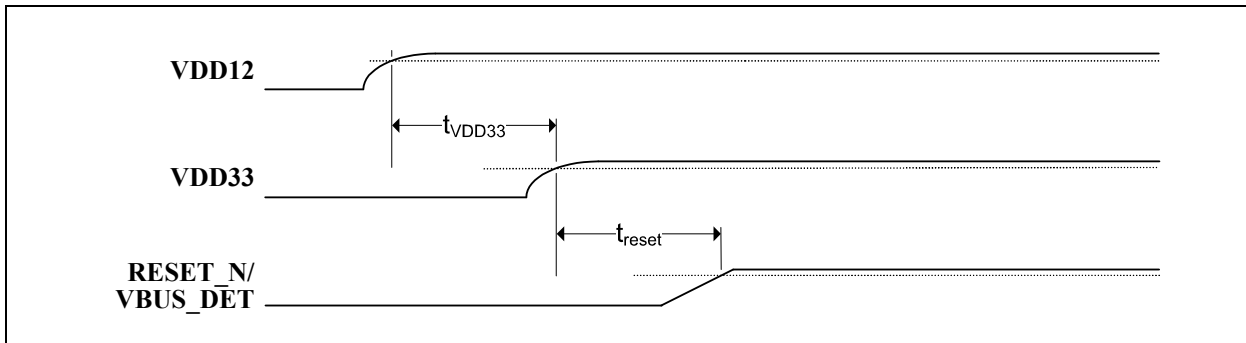 VDD12
tVDD33
VDD33
treset
RESET_N/
VBUS_DET